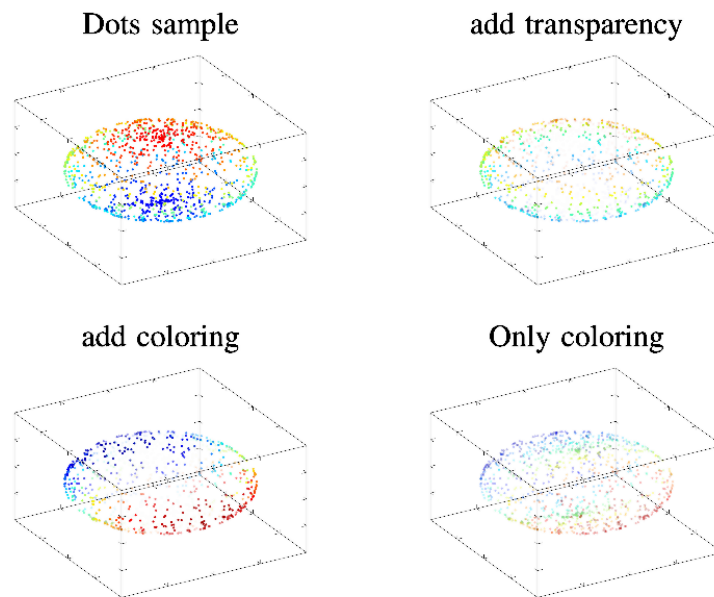 Dots sample
add transparency
add coloring
Only coloring